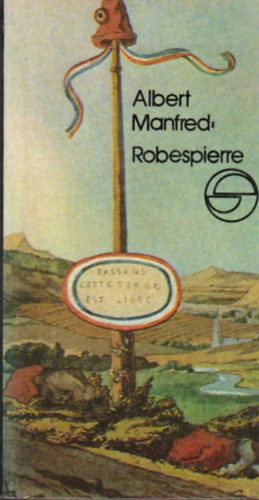 Albert
Manfred:
Robespierre
PASSANS
CETTE TERRE
EST LIBRE.